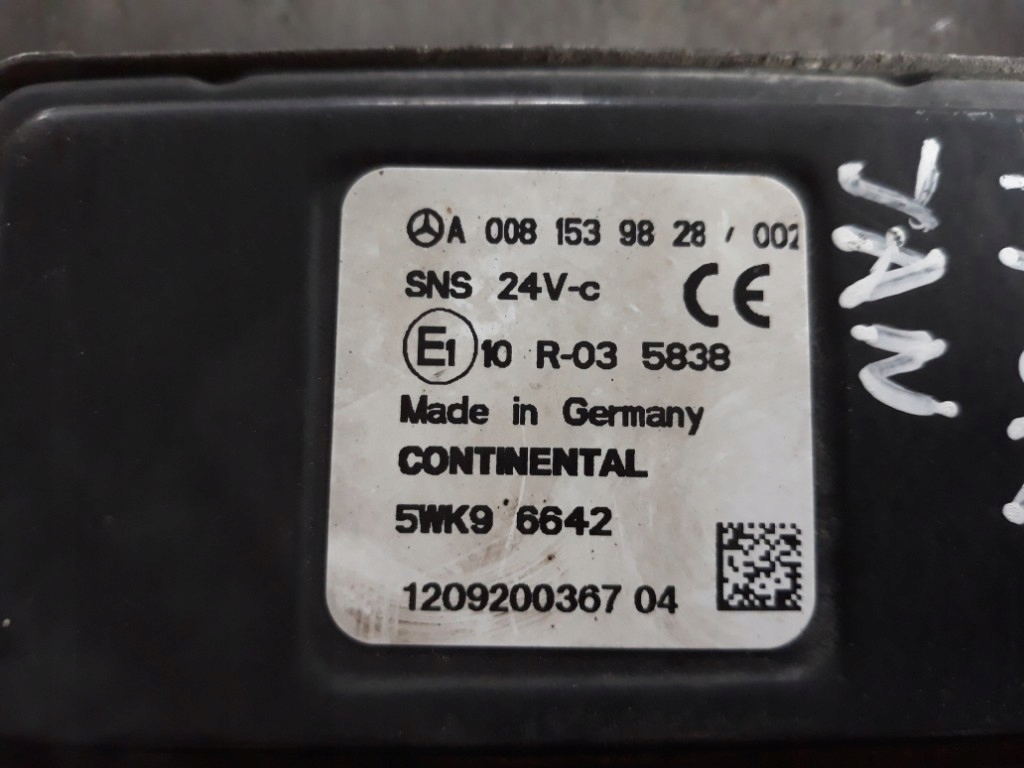 A 008 153 98 28 / 002
SNS 24V-c CE
E1 10 R-03 5838
Made in Germany
CONTINENTAL
5WK9 6642
1209200367 04
JAN